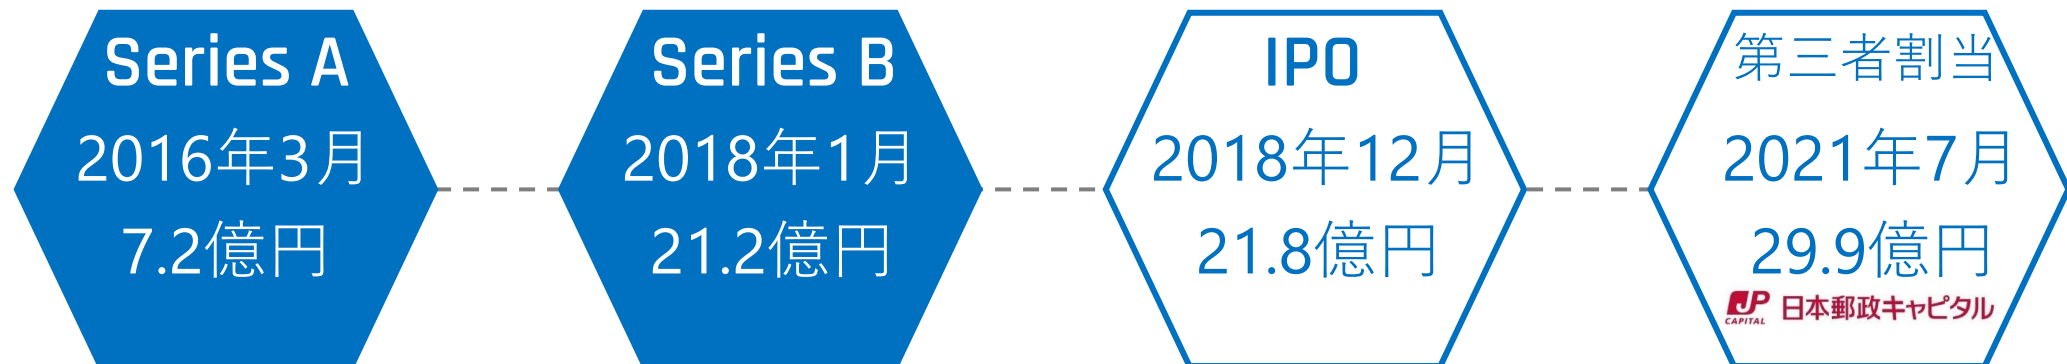 Series A
2016年3月
7.2億円
Series B
2018年1月
21.2億円
IPO
2018年12月
21.8億円
第三者割当
2021年7月
29.9億円
JP CAPITAL 日本郵政キャピタル